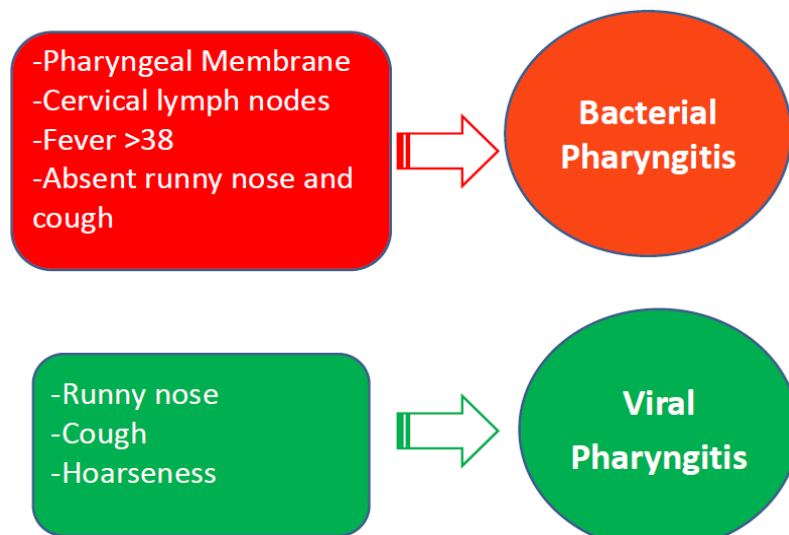 -Pharyngeal Membrane
-Cervical lymph nodes
-Fever >38
-Absent runny nose and
cough
Bacterial
Pharyngitis
-Runny nose
-Cough
-Hoarseness
Viral
Pharyngitis